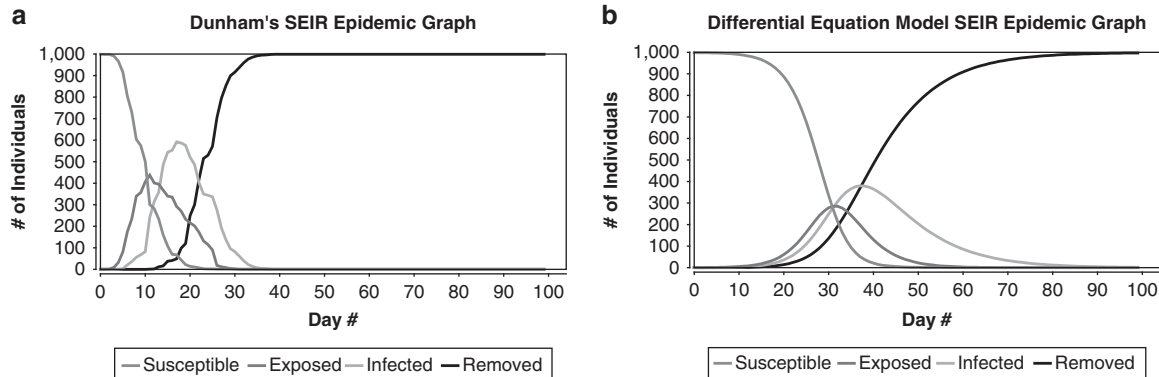 a
Dunham's SEIR Epidemic Graph
# of Individuals
1,000
900
800
700
600
500
400
300
200
100
0
0 10 20 30 40 50 60 70 80 90 100
Day #
Susceptible Exposed Infected Removed
b
Differential Equation Model SEIR Epidemic Graph
# of Individuals
1,000
900
800
700
600
500
400
300
200
100
0
0 10 20 30 40 50 60 70 80 90 100
Day #
Susceptible Exposed Infected Removed